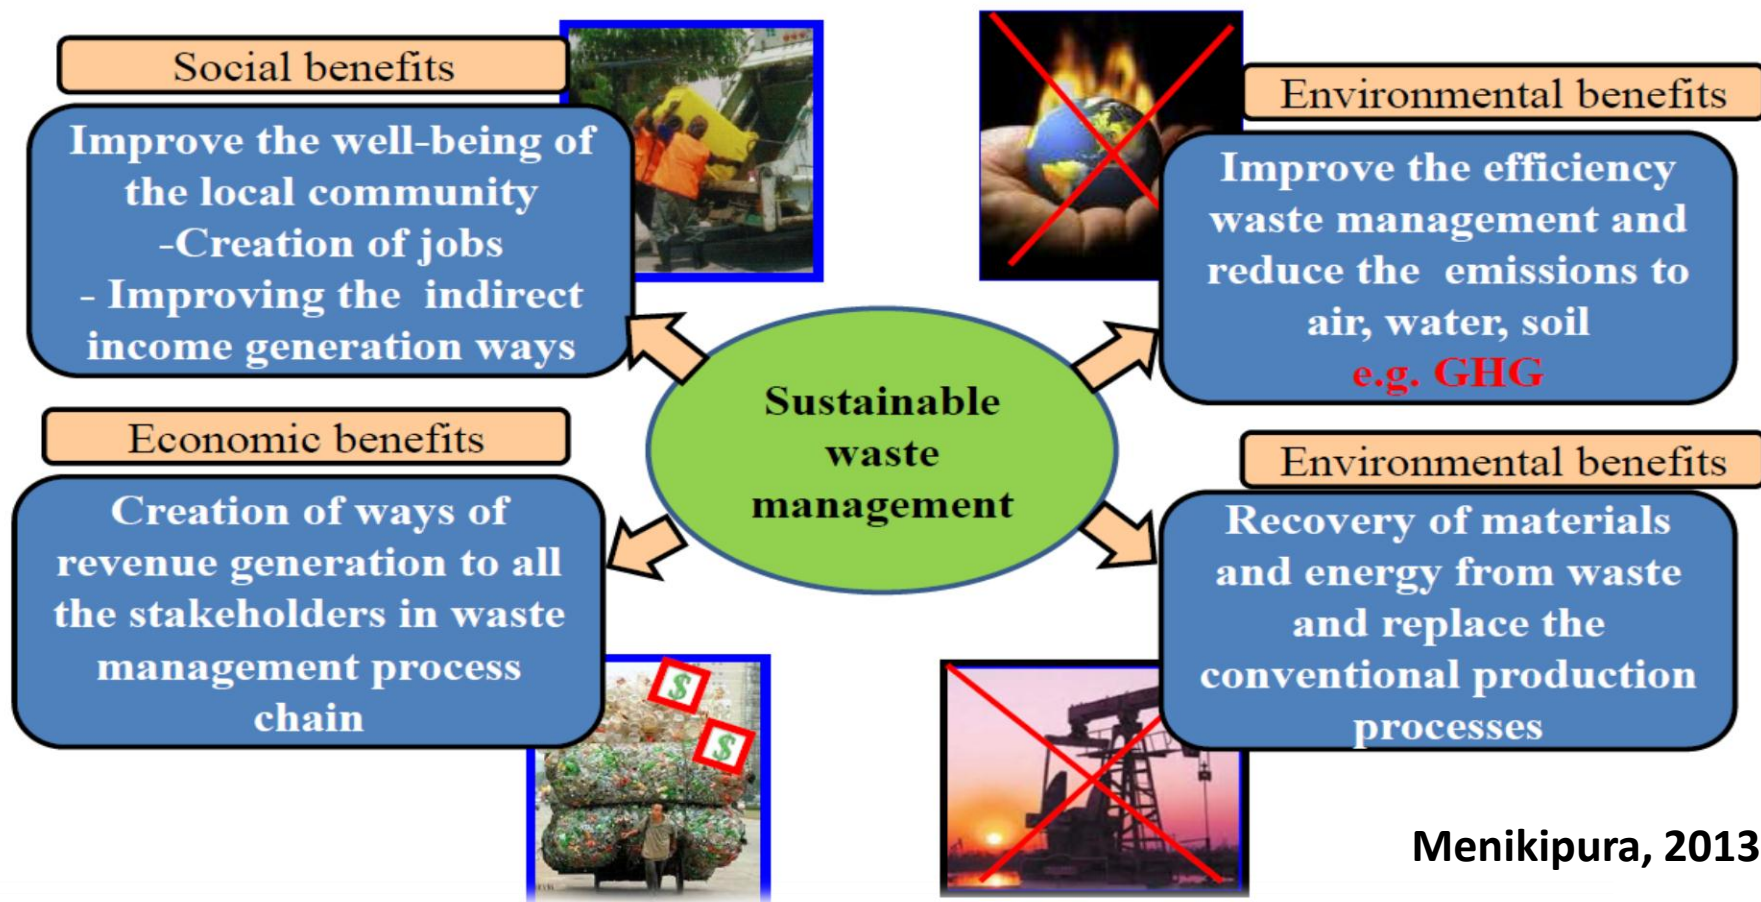 Social benefits
Improve the well-being of
the local community
-Creation of jobs
- Improving the indirect
income generation ways
Environmental benefits
Improve the efficiency
waste management and
reduce the emissions to
air, water, soil
e.g. GHG
Sustainable
waste
management
Economic benefits
Creation of ways of
revenue generation to all
the stakeholders in waste
management process
chain
$
$
Environmental benefits
Recovery of materials
and energy from waste
and replace the
conventional production
processes
Menikipura, 2013